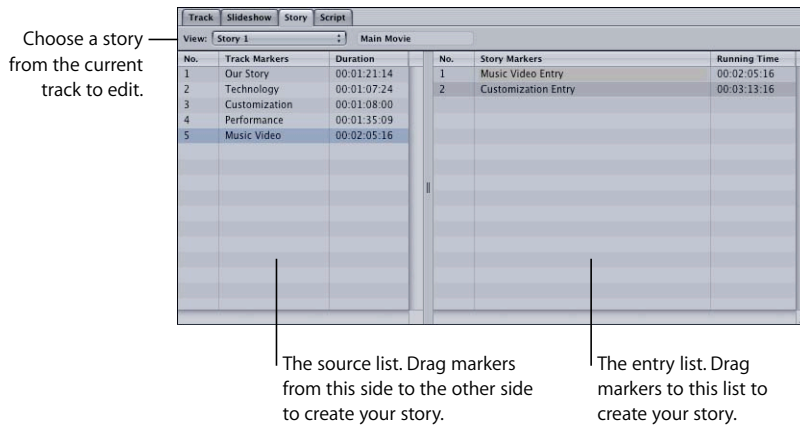 Track Slideshow Story Script
View: Story 1 Main Movie
Choose a story
from the current
track to edit.
No. Track Markers Duration
1 Our Story 00:01:21:14
2 Technology 00:01:07:24
3 Customization 00:01:08:00
4 Performance 00:01:35:09
5 Music Video 00:02:05:16
No. Story Markers Running Time
1 Music Video Entry 00:02:05:16
2 Customization Entry 00:03:13:16
The source list. Drag markers
from this side to the other side
to create your story.
The entry list. Drag
markers to this list to
create your story.